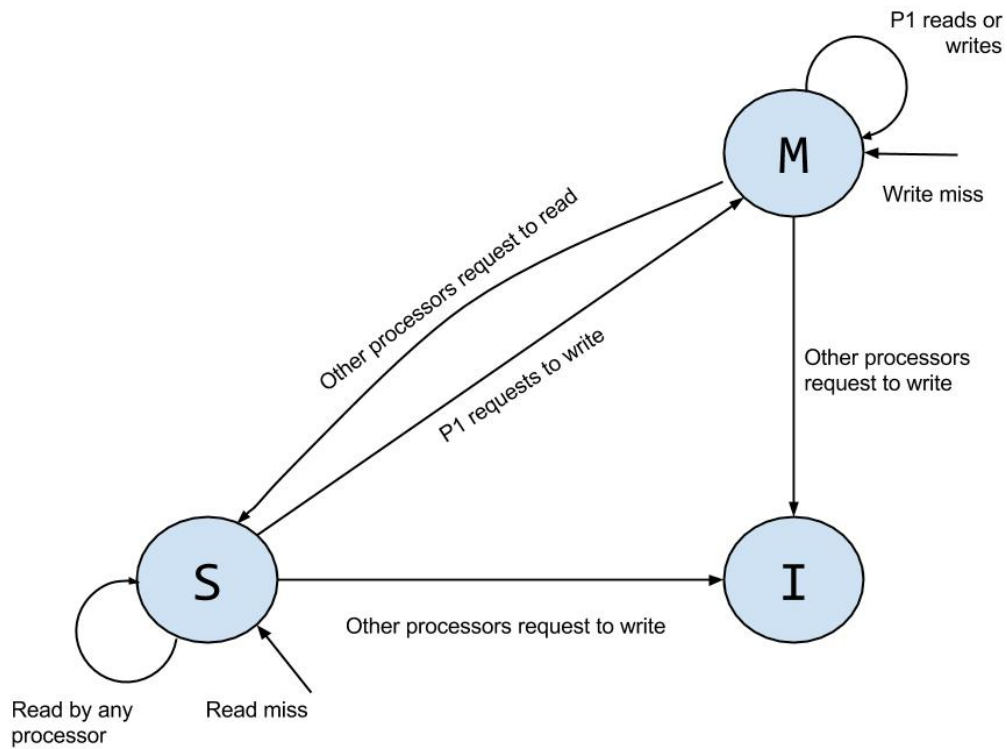 P1 reads or
writes
M
Write miss
Other processors request to read
P1 requests to write
Other processors
request to write
S
I
Other processors request to write
Read by any
processor
Read miss